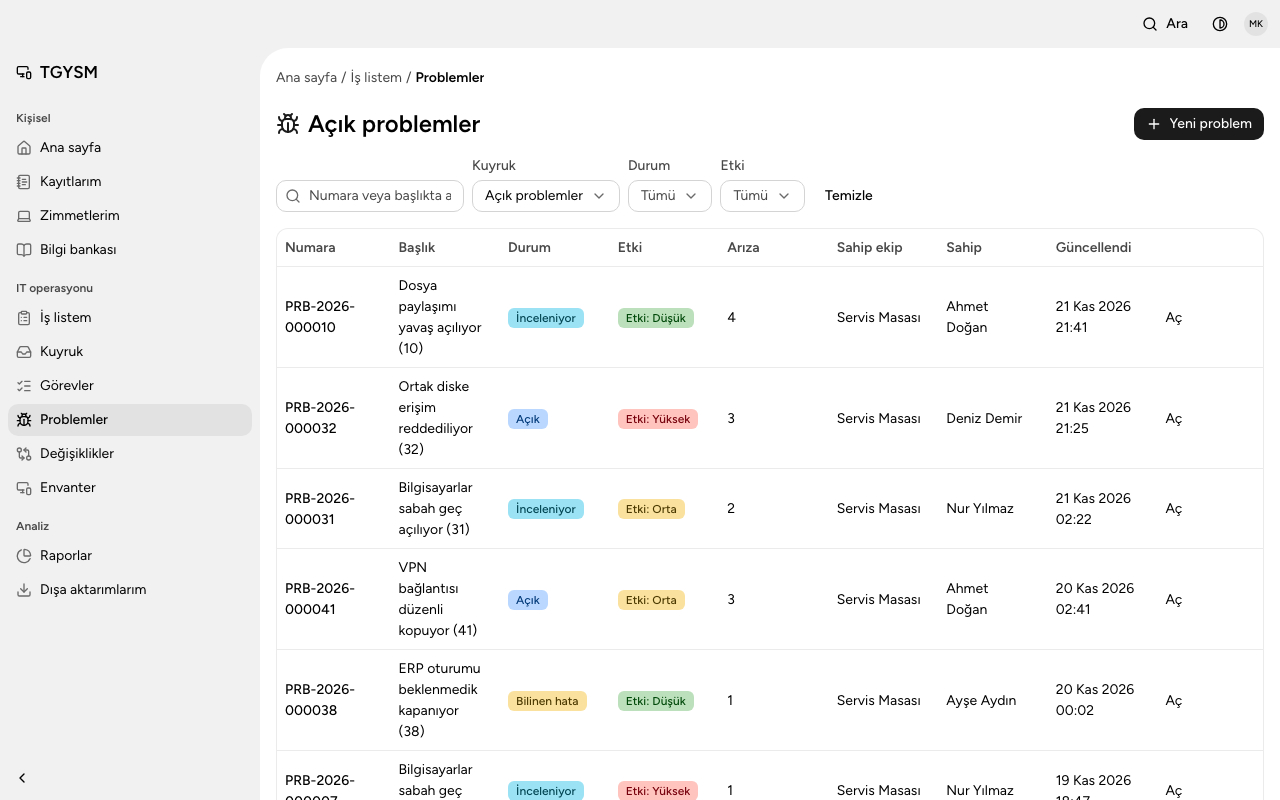 Ara
MK
TGYSM
Kişisel
Ana sayfa
Kayıtlarım
Zimmetlerim
Bilgi bankası
IT operasyonu
İş listem
Kuyruk
Görevler
Problemler
Değişiklikler
Envanter
Analiz
Raporlar
Dışa aktarımlarım
Ana sayfa / İş listem / Problemler
Açık problemler
Yeni problem
Kuyruk
Durum
Etki
Numara veya başlıkta a
Açık problemler
Tümü
Tümü
Temizle
Numara Başlık Durum Etki Arıza Sahip ekip Sahip Güncellendi
PRB-2026-
000010
Dosya
paylaşımı
yavaş açılıyor
(10)
İnceleniyor
Etki: Düşük
4
Servis Masası
Ahmet
Doğan
21 Kas 2026
21:41
Aç
PRB-2026-
000032
Ortak diske
erişim
reddediliyor
(32)
Açık
Etki: Yüksek
3
Servis Masası
Deniz Demir
21 Kas 2026
21:25
Aç
PRB-2026-
000031
Bilgisayarlar
sabah geç
açılıyor (31)
İnceleniyor
Etki: Orta
2
Servis Masası
Nur Yılmaz
21 Kas 2026
02:22
Aç
PRB-2026-
000041
VPN
bağlantısı
düzenli
kopuyor (41)
Açık
Etki: Orta
3
Servis Masası
Ahmet
Doğan
20 Kas 2026
02:41
Aç
PRB-2026-
000038
ERP oturumu
beklenmedik
kapanıyor
(38)
Bilinen hata
Etki: Düşük
1
Servis Masası
Ayşe Aydın
20 Kas 2026
00:02
Aç
PRB-2026-
Bilgisayarlar
sabah geç
İnceleniyor
Etki: Yüksek
1
Servis Masası
Nur Yılmaz
19 Kas 2026
Aç